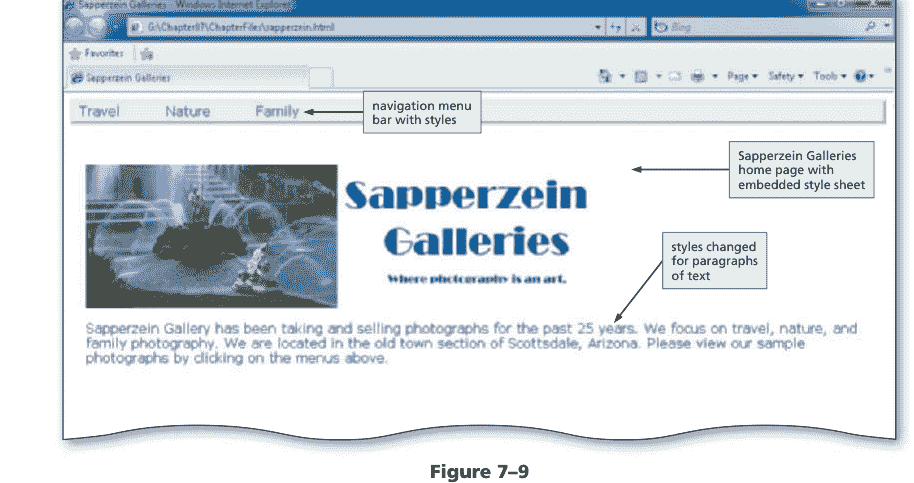 Sapperzein Galleries - Windows Internet Explorer
G:\Chapter07\ChapterFiles\sapperzein.html
Bing
Favorites
Sapperzein Galleries
Page Safety Tools
Travel Nature Family
navigation menu
bar with styles
Sapperzein Galleries
home page with
embedded style sheet
Sapperzein
Galleries
Where photography is an art.
styles changed
for paragraphs
of text
Sapperzein Gallery has been taking and selling photographs for the past 25 years. We focus on travel, nature, and
family photography. We are located in the old town section of Scottsdale, Arizona. Please view our sample
photographs by clicking on the menus above.
Figure 7–9